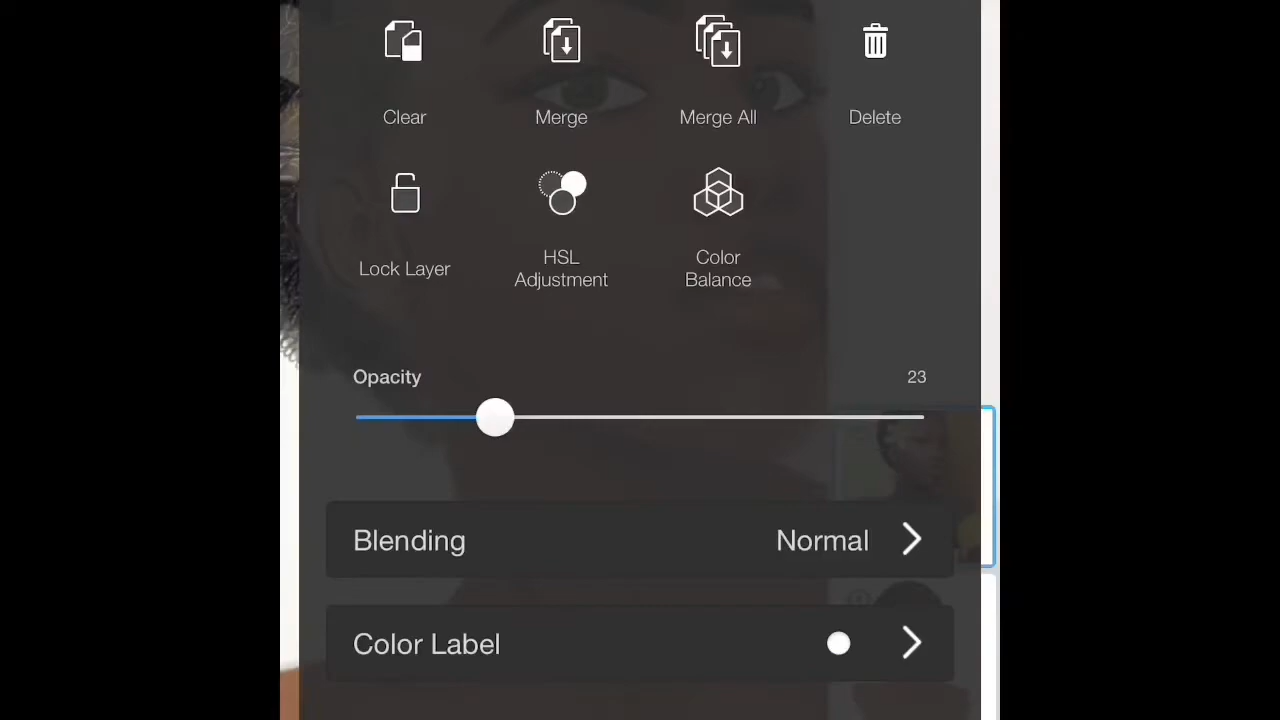 Clear
Merge
Merge All
Delete
Lock Layer
HSL
Adjustment
Color
Balance
Opacity
23
Blending
Normal
Color Label